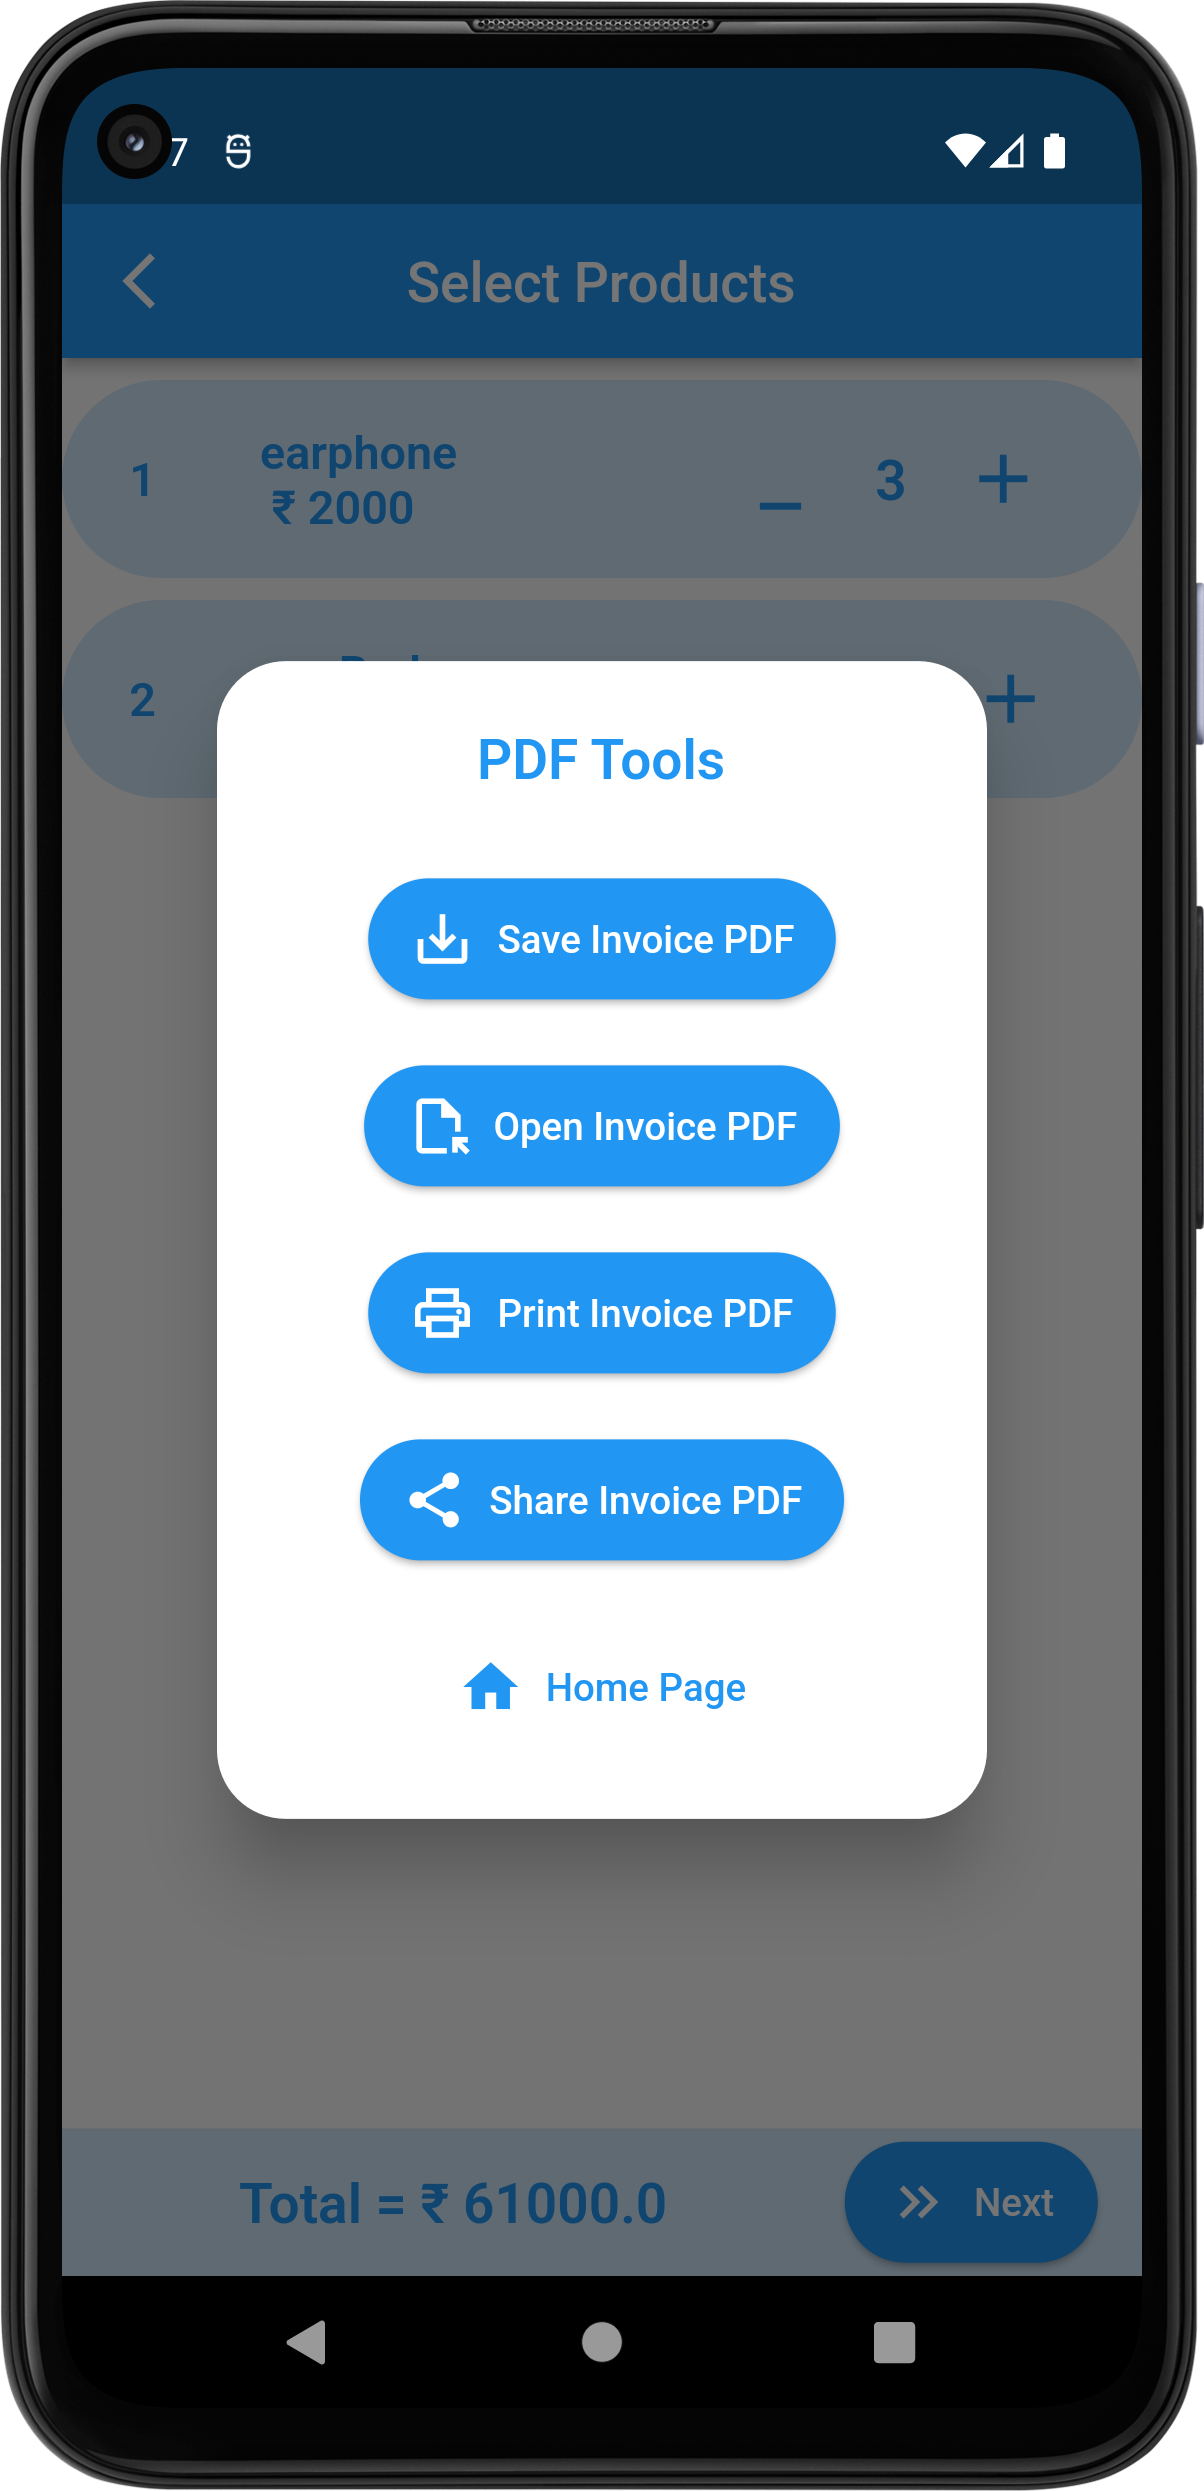 7
Select Products
1
earphone
₹ 2000
3
2
PDF Tools
Save Invoice PDF
Open Invoice PDF
Print Invoice PDF
Share Invoice PDF
Home Page
Total = ₹ 61000.0
Next